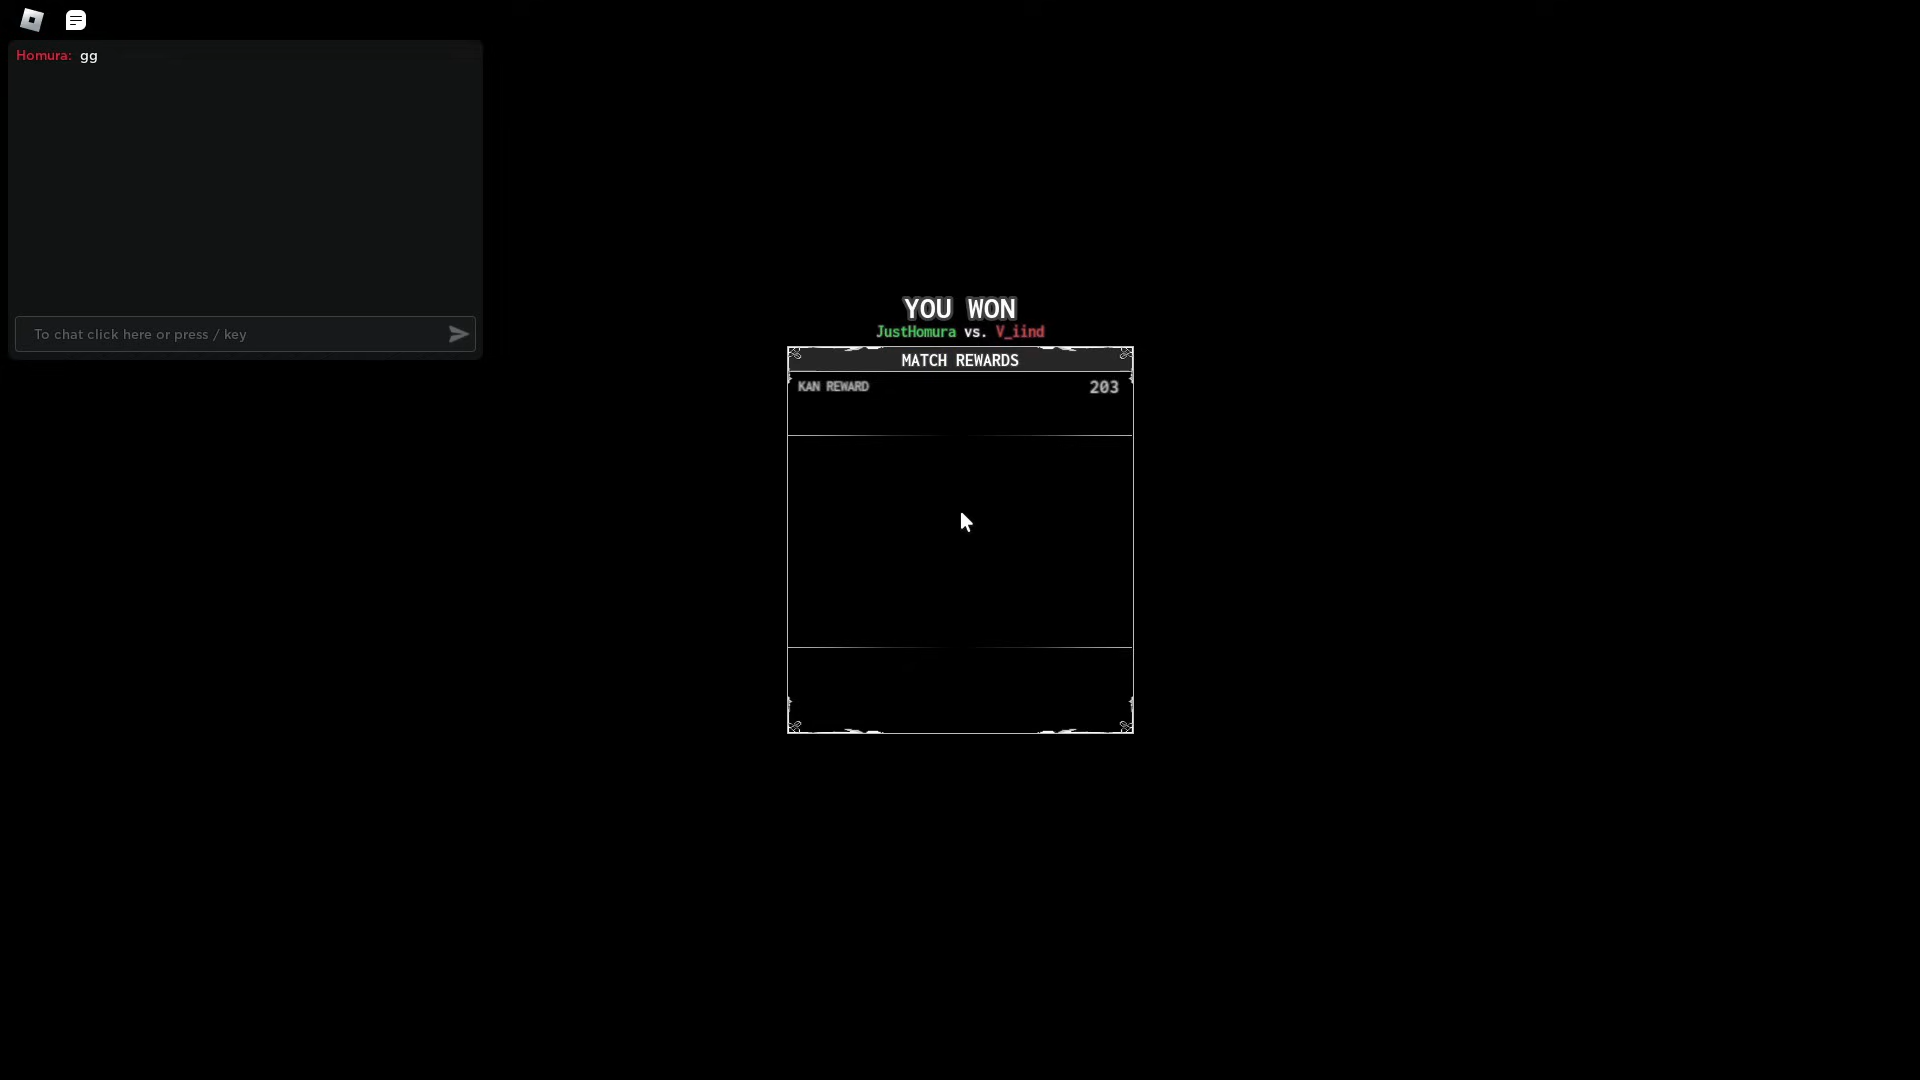 Homura: gg
To chat click here or press / key
YOU WON
JustHomura vs. V_iind
MATCH REWARDS
KAN REWARD 203